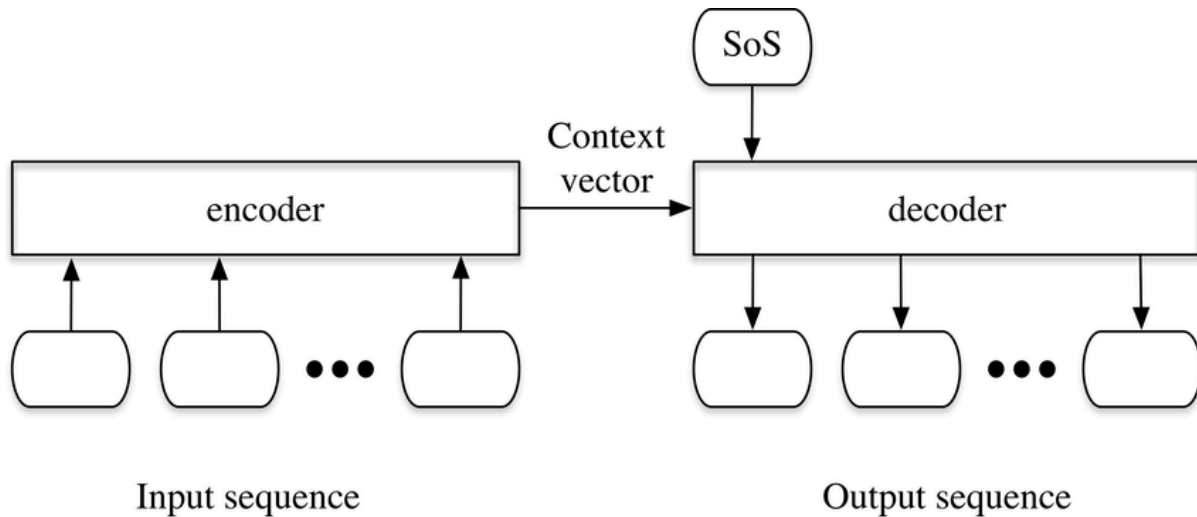 SoS
Context
vector
encoder
decoder
Input sequence
Output sequence